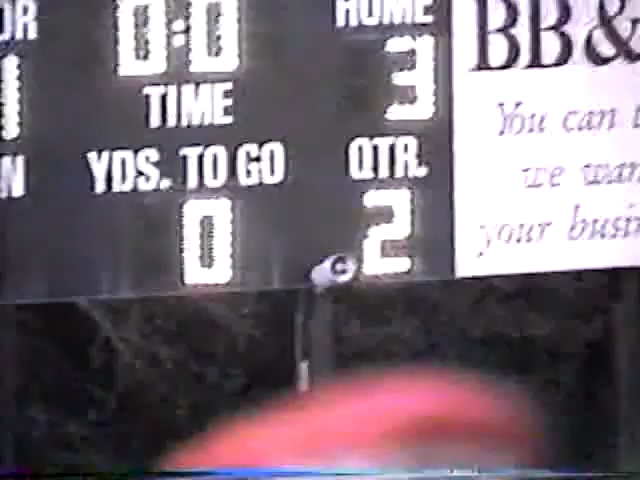 0:0 HOME
3
TIME
YDS. TO GO QTR.
0 2
BB&
You can
we wan
your busi